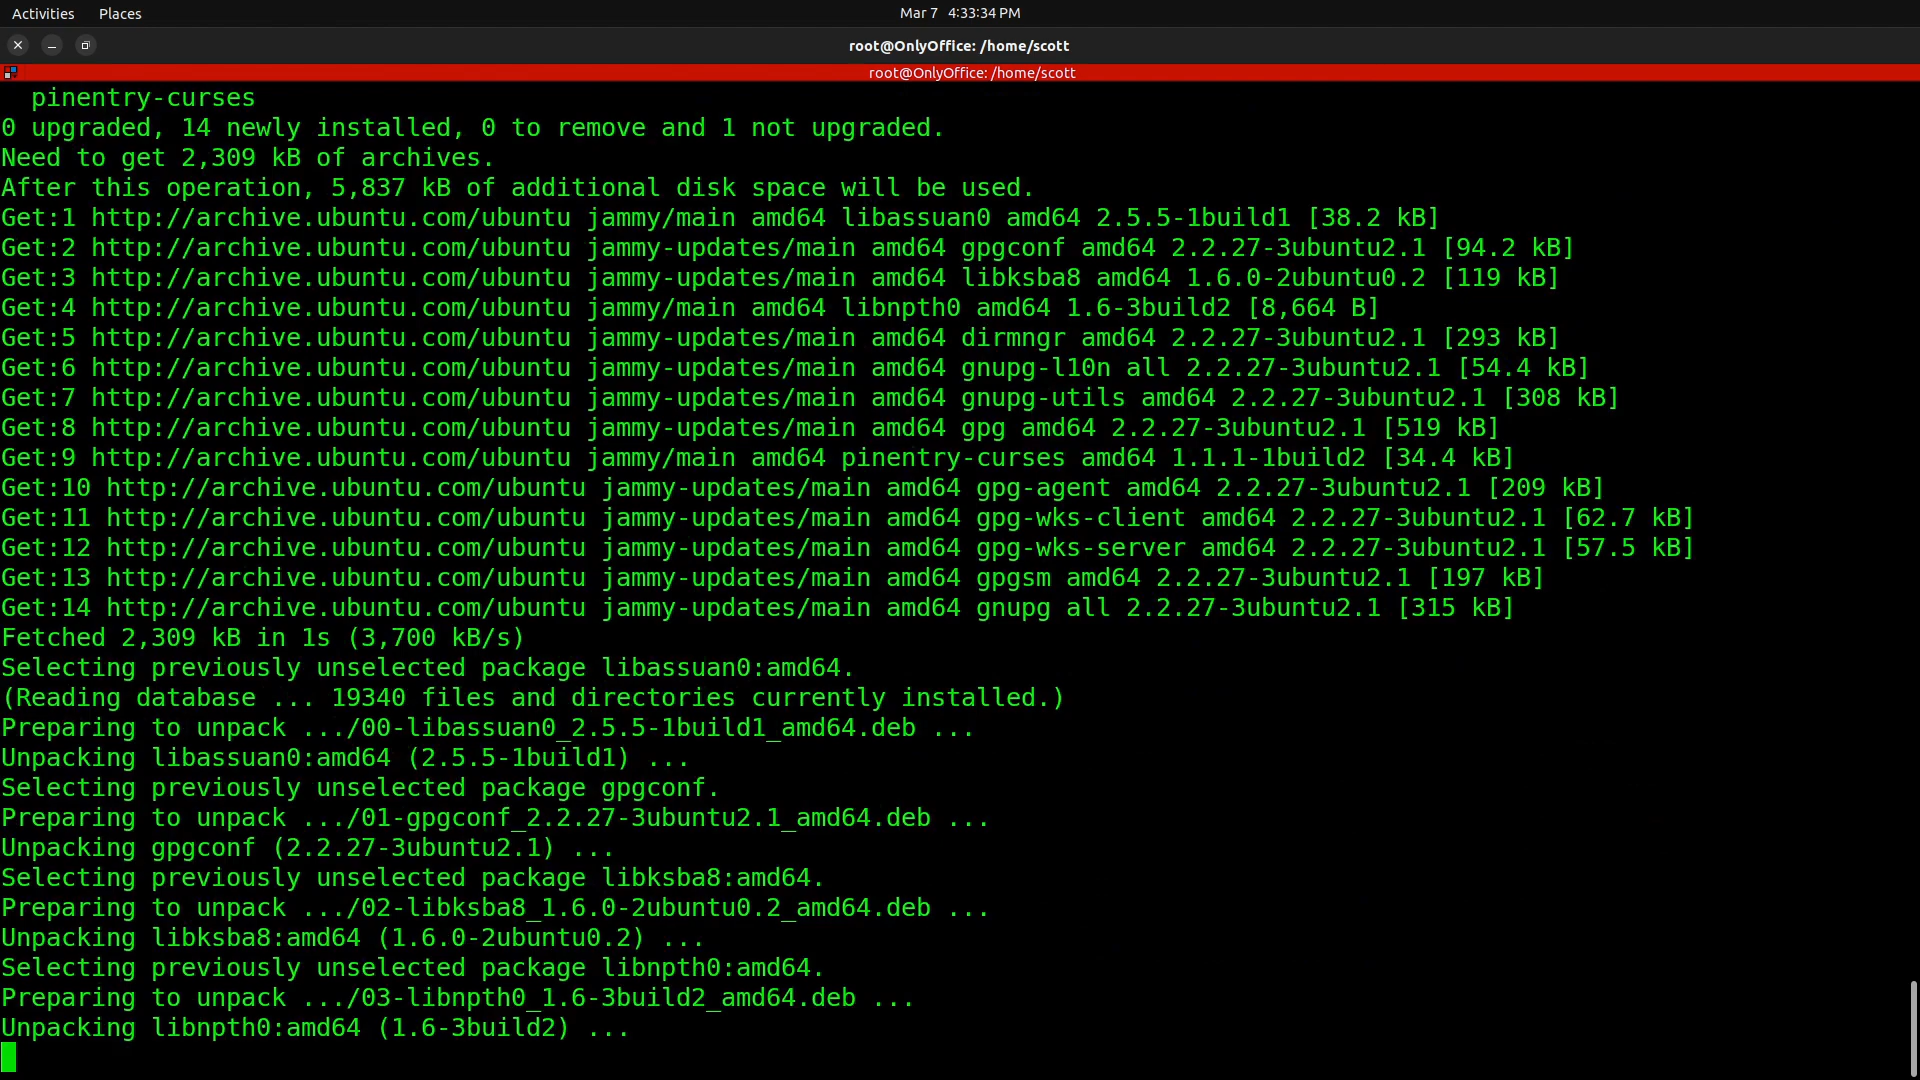 Activities Places Mar 7 4:33:34 PM
root@OnlyOffice: /home/scott
root@OnlyOffice: /home/scott
pinentry-curses
0 upgraded, 14 newly installed, 0 to remove and 1 not upgraded.
Need to get 2,309 kB of archives.
After this operation, 5,837 kB of additional disk space will be used.
Get:1 http://archive.ubuntu.com/ubuntu jammy/main amd64 libassuan0 amd64 2.5.5-1build1 [38.2 kB]
Get:2 http://archive.ubuntu.com/ubuntu jammy-updates/main amd64 gpgconf amd64 2.2.27-3ubuntu2.1 [94.2 kB]
Get:3 http://archive.ubuntu.com/ubuntu jammy-updates/main amd64 libksba8 amd64 1.6.0-2ubuntu0.2 [119 kB]
Get:4 http://archive.ubuntu.com/ubuntu jammy/main amd64 libnpth0 amd64 1.6-3build2 [8,664 B]
Get:5 http://archive.ubuntu.com/ubuntu jammy-updates/main amd64 dirmngr amd64 2.2.27-3ubuntu2.1 [293 kB]
Get:6 http://archive.ubuntu.com/ubuntu jammy-updates/main amd64 gnupg-l10n all 2.2.27-3ubuntu2.1 [54.4 kB]
Get:7 http://archive.ubuntu.com/ubuntu jammy-updates/main amd64 gnupg-utils amd64 2.2.27-3ubuntu2.1 [308 kB]
Get:8 http://archive.ubuntu.com/ubuntu jammy-updates/main amd64 gpg amd64 2.2.27-3ubuntu2.1 [519 kB]
Get:9 http://archive.ubuntu.com/ubuntu jammy/main amd64 pinentry-curses amd64 1.1.1-1build2 [34.4 kB]
Get:10 http://archive.ubuntu.com/ubuntu jammy-updates/main amd64 gpg-agent amd64 2.2.27-3ubuntu2.1 [209 kB]
Get:11 http://archive.ubuntu.com/ubuntu jammy-updates/main amd64 gpg-wks-client amd64 2.2.27-3ubuntu2.1 [62.7 kB]
Get:12 http://archive.ubuntu.com/ubuntu jammy-updates/main amd64 gpg-wks-server amd64 2.2.27-3ubuntu2.1 [57.5 kB]
Get:13 http://archive.ubuntu.com/ubuntu jammy-updates/main amd64 gpgsm amd64 2.2.27-3ubuntu2.1 [197 kB]
Get:14 http://archive.ubuntu.com/ubuntu jammy-updates/main amd64 gnupg all 2.2.27-3ubuntu2.1 [315 kB]
Fetched 2,309 kB in 1s (3,700 kB/s)
Selecting previously unselected package libassuan0:amd64.
(Reading database ... 19340 files and directories currently installed.)
Preparing to unpack .../00-libassuan0_2.5.5-1build1_amd64.deb ...
Unpacking libassuan0:amd64 (2.5.5-1build1) ...
Selecting previously unselected package gpgconf.
Preparing to unpack .../01-gpgconf_2.2.27-3ubuntu2.1_amd64.deb ...
Unpacking gpgconf (2.2.27-3ubuntu2.1) ...
Selecting previously unselected package libksba8:amd64.
Preparing to unpack .../02-libksba8_1.6.0-2ubuntu0.2_amd64.deb ...
Unpacking libksba8:amd64 (1.6.0-2ubuntu0.2) ...
Selecting previously unselected package libnpth0:amd64.
Preparing to unpack .../03-libnpth0_1.6-3build2_amd64.deb ...
Unpacking libnpth0:amd64 (1.6-3build2) ...